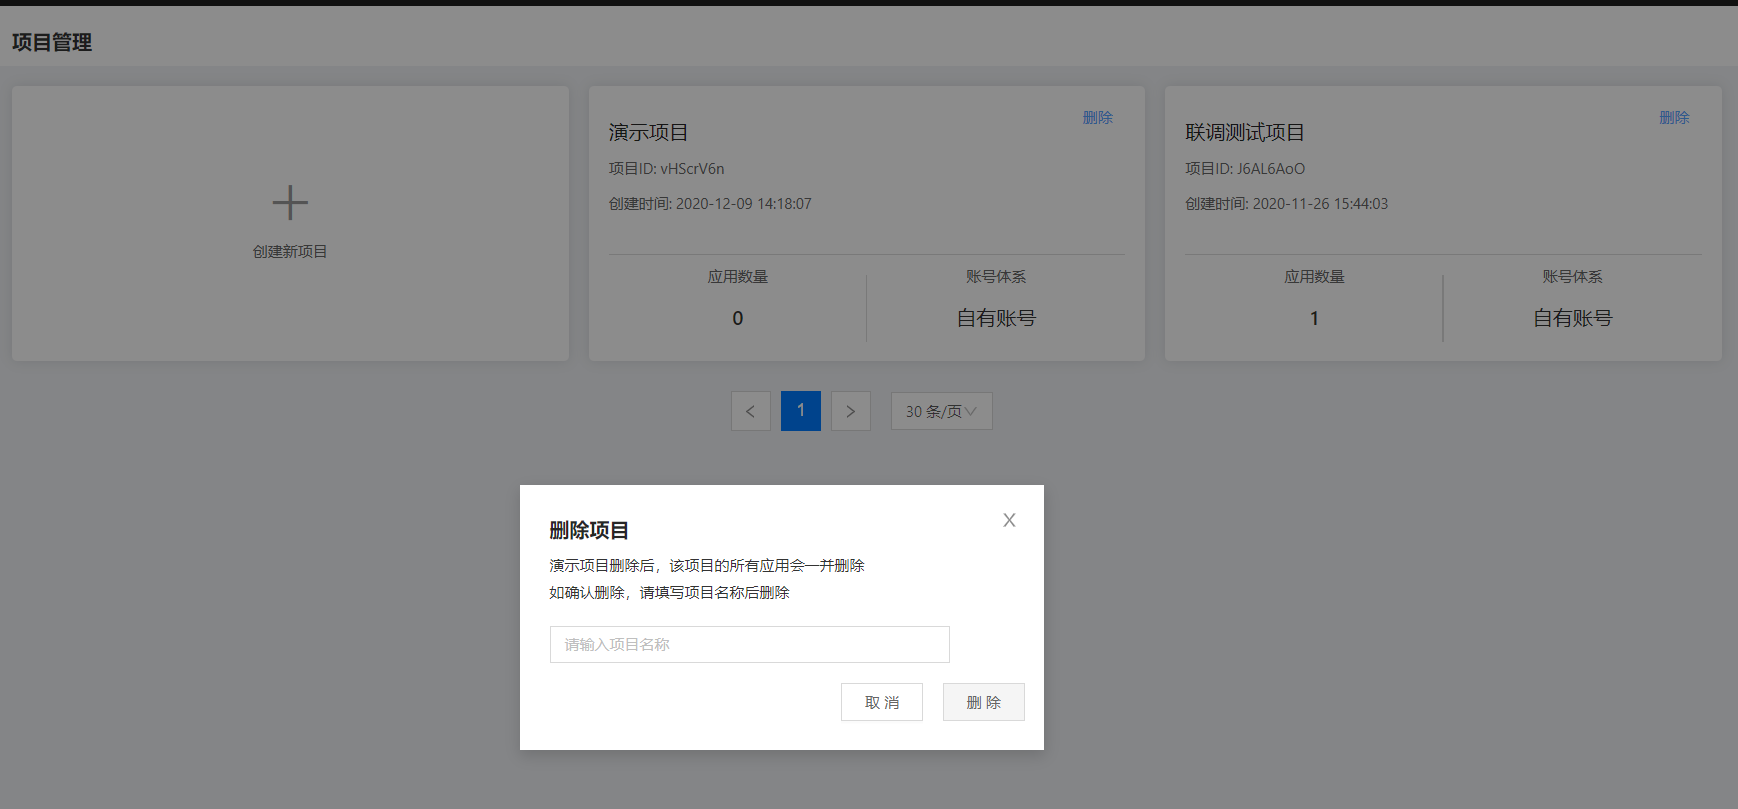 项目管理
创建新项目
演示项目
删除
项目ID: vHScrV6n
创建时间: 2020-12-09 14:18:07
应用数量
账号体系
0
自有账号
联调测试项目
删除
项目ID: J6AL6AoO
创建时间: 2020-11-26 15:44:03
应用数量
账号体系
1
自有账号
< 1 > 30 条/页
删除项目
X
演示项目删除后，该项目的所有应用会一并删除
如确认删除，请填写项目名称后删除
请输入项目名称
取 消
删 除